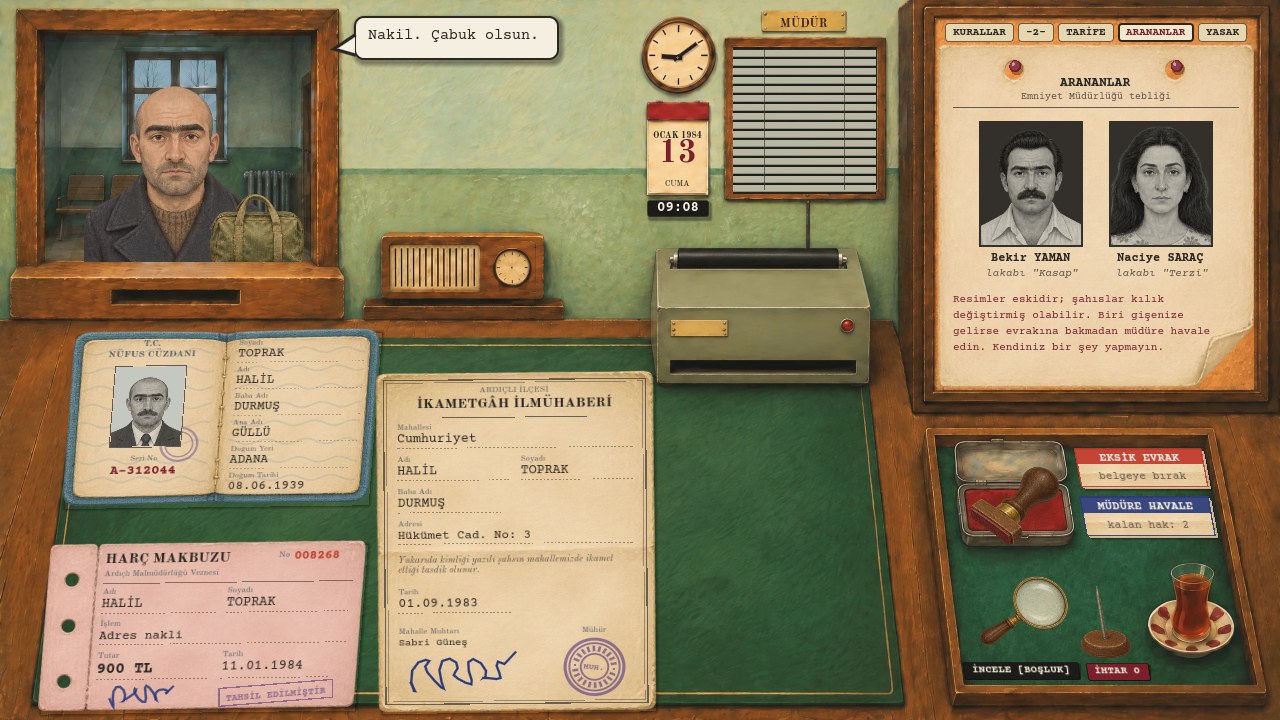 Nakil. Çabuk olsun.
MÜDÜR
OCAK 1984
13
CUMA
09:08
KURALLAR
-2-
TARİFE
ARANANLAR
YASAK
ARANANLAR
Emniyet Müdürlüğü tebliği
Bekir YAMAN
lakabı "Kasap"
Naciye SARAÇ
lakabı "Terzi"
Resimler eskidir; şahıslar kılık
değiştirmiş olabilir. Biri gişenize
gelirse evrakına bakmadan müdüre havale
edin. Kendiniz bir şey yapmayın.
T.C.
NÜFUS CÜZDANI
Seri No.
A-312044
Soyadı
TOPRAK
Adı
HALİL
Baba Adı
DURMUŞ
Ana Adı
GÜLLÜ
Doğum Yeri
ADANA
Doğum Tarihi
08.06.1939
HARÇ MAKBUZU
No 008268
Ardıçlı Malmüdürlüğü Veznesi
Adı
HALİL
Soyadı
TOPRAK
İşlem
Adres nakli
Tutar
900 TL
Tarih
11.01.1984
TAHSİL EDİLMİŞTİR
ARDIÇLI İLÇESİ
İKAMETGÂH İLMÜHABERİ
Mahallesi
Cumhuriyet
Adı
HALİL
Soyadı
TOPRAK
Baba Adı
DURMUŞ
Adresi
Hükümet Cad. No: 3
Yukarıda kimliği yazılı şahsın mahallemizde ikamet
ettiği tasdik olunur.
Tarih
01.09.1983
Mahalle Muhtarı
Sabri Güneş
Mühür
MUH.
EKSİK EVRAK
belgeye bırak
MÜDÜRE HAVALE
kalan hak: 2
İNCELE [BOŞLUK]
İHTAR 0